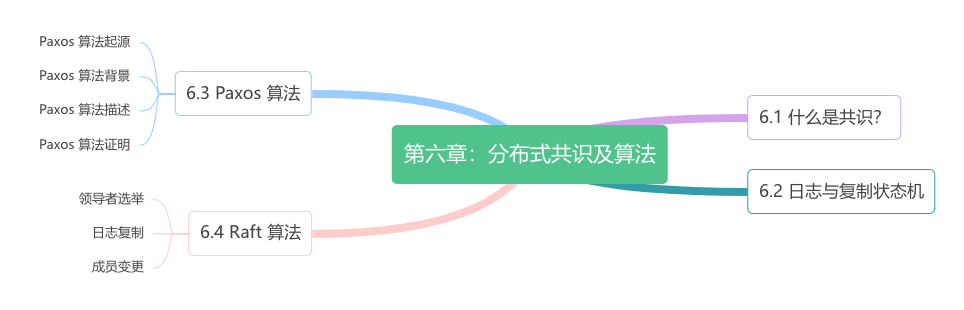 第六章：分布式共识及算法
6.1 什么是共识？
6.2 日志与复制状态机
6.3 Paxos 算法
Paxos 算法起源
Paxos 算法背景
Paxos 算法描述
Paxos 算法证明
6.4 Raft 算法
领导者选举
日志复制
成员变更